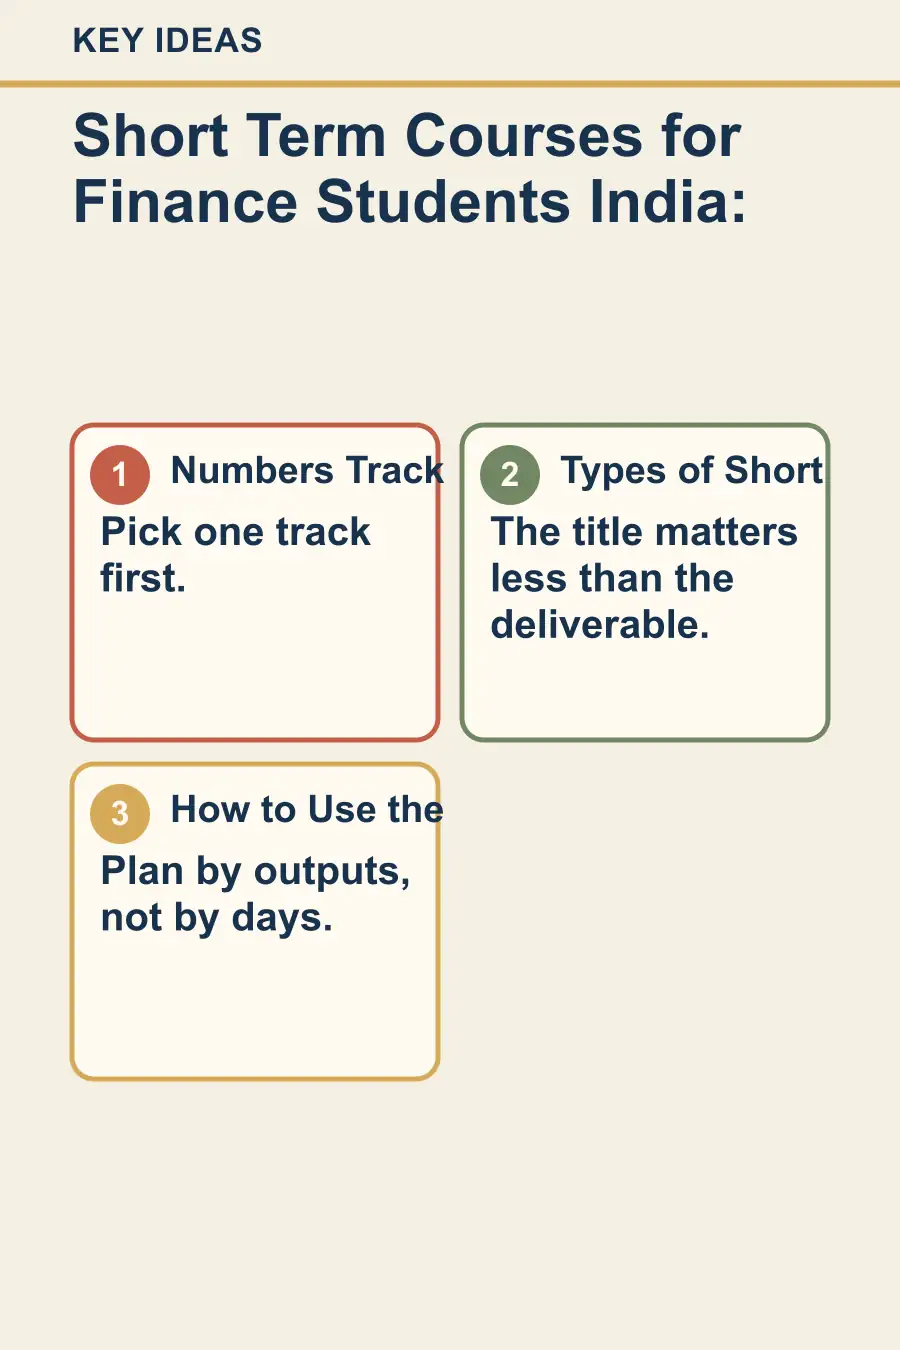 KEY IDEAS
Short Term Courses for
Finance Students India:
1 Numbers Track
Pick one track
first.
2 Types of Short
The title matters
less than the
deliverable.
3 How to Use the
Plan by outputs,
not by days.